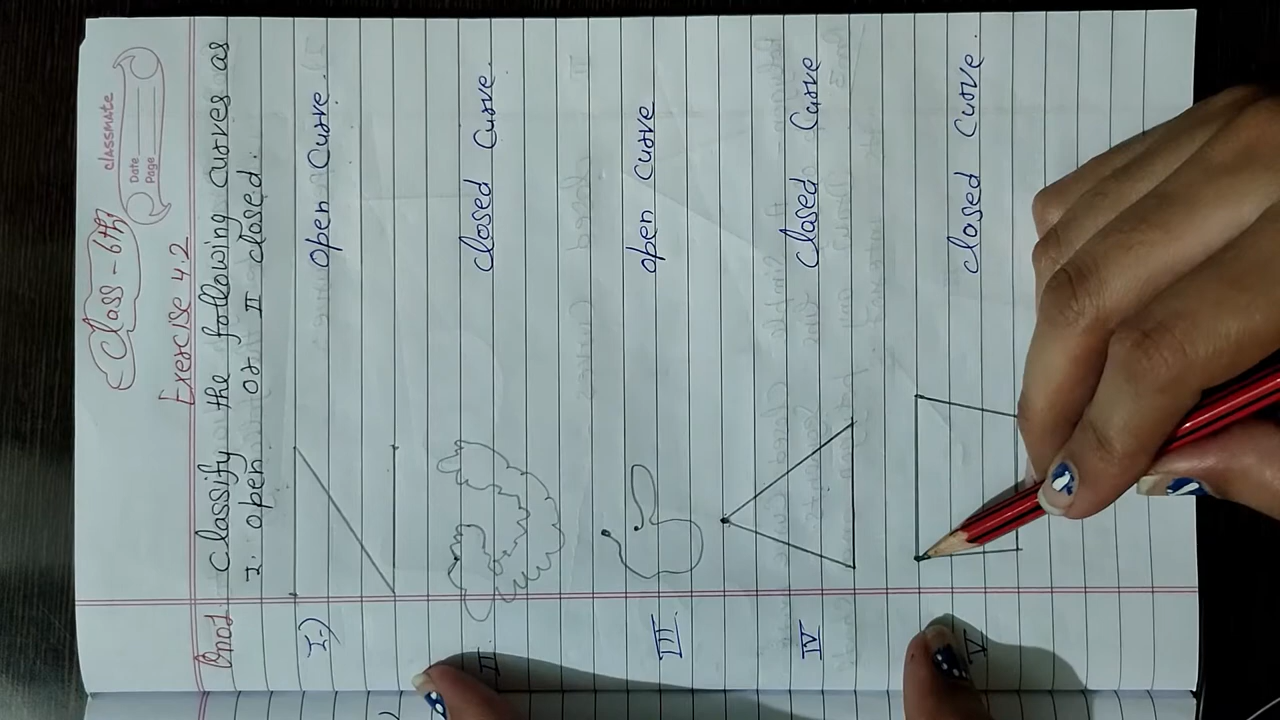 classmate
Date
Page
Class - 6th
Exercise 4.2
Qno1. Classify the following curves as
I. open or II closed.
I.) open curve.
II. closed curve.
III. open curve
IV closed curve
V closed curve.